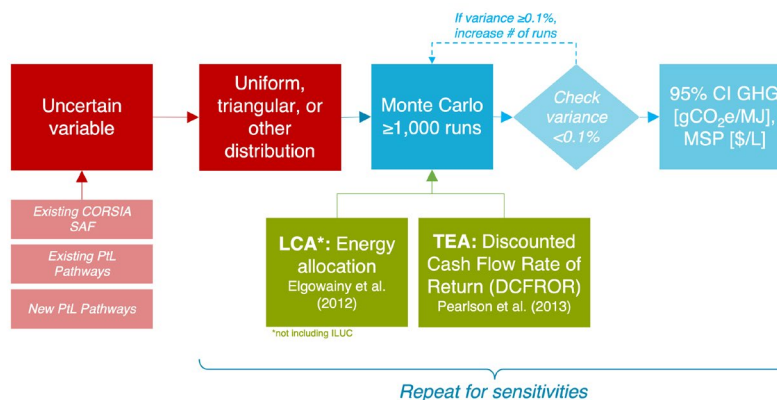 If variance ≥0.1%,
increase # of runs
Uncertain
variable
Uniform,
triangular, or
other
distribution
Monte Carlo
≥1,000 runs
Check
variance
<0.1%
95% CI GHG
[gCO2e/MJ],
MSP [$/L]
Existing CORSIA
SAF
Existing PtL
Pathways
New PtL Pathways
LCA*: Energy
allocation
Elgowainy et al.
(2012)
*not including ILUC
TEA: Discounted
Cash Flow Rate of
Return (DCFROR)
Pearlson et al. (2013)
Repeat for sensitivities